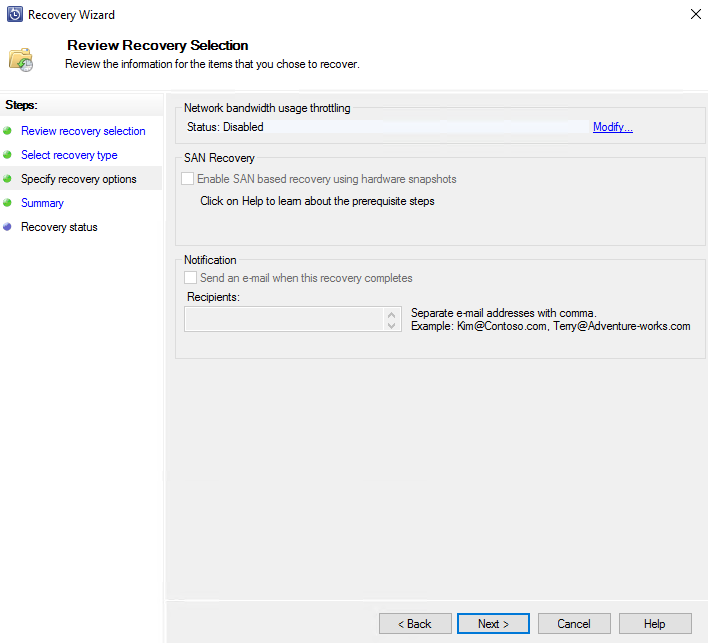 Recovery Wizard
Review Recovery Selection
Review the information for the items that you chose to recover.
Steps:
Review recovery selection
Select recovery type
Specify recovery options
Summary
Recovery status
Network bandwidth usage throttling
Status: Disabled
Modify...
SAN Recovery
Enable SAN based recovery using hardware snapshots
Click on Help to learn about the prerequisite steps
Notification
Send an e-mail when this recovery completes
Recipients:
Separate e-mail addresses with comma.
Example: Kim@Contoso.com, Terry@Adventure-works.com
< Back
Next >
Cancel
Help